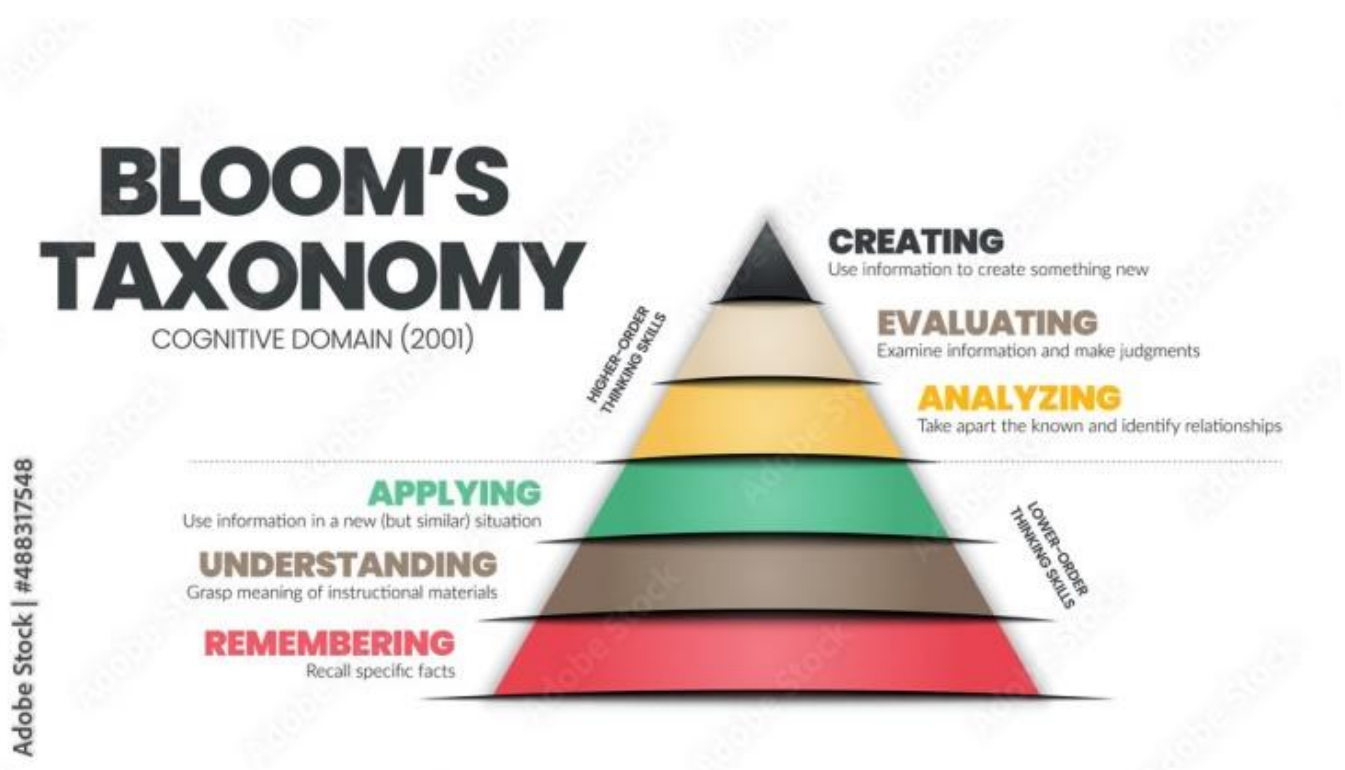 BLOOM'S
TAXONOMY
COGNITIVE DOMAIN (2001)
CREATING
Use information to create something new
EVALUATING
Examine information and make judgments
ANALYZING
Take apart the known and identify relationships
HIGHER-ORDER
THINKING SKILLS
APPLYING
Use information in a new (but similar) situation
UNDERSTANDING
Grasp meaning of instructional materials
REMEMBERING
Recall specific facts
LOWER-ORDER
THINKING SKILLS
Adobe Stock | #488317548